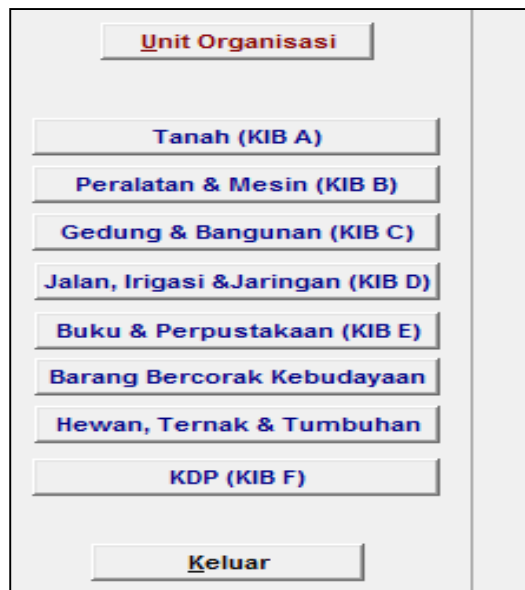 Unit Organisasi
Tanah (KIB A)
Peralatan & Mesin (KIB B)
Gedung & Bangunan (KIB C)
Jalan, Irigasi &Jaringan (KIB D)
Buku & Perpustakaan (KIB E)
Barang Bercorak Kebudayaan
Hewan, Ternak & Tumbuhan
KDP (KIB F)
Keluar